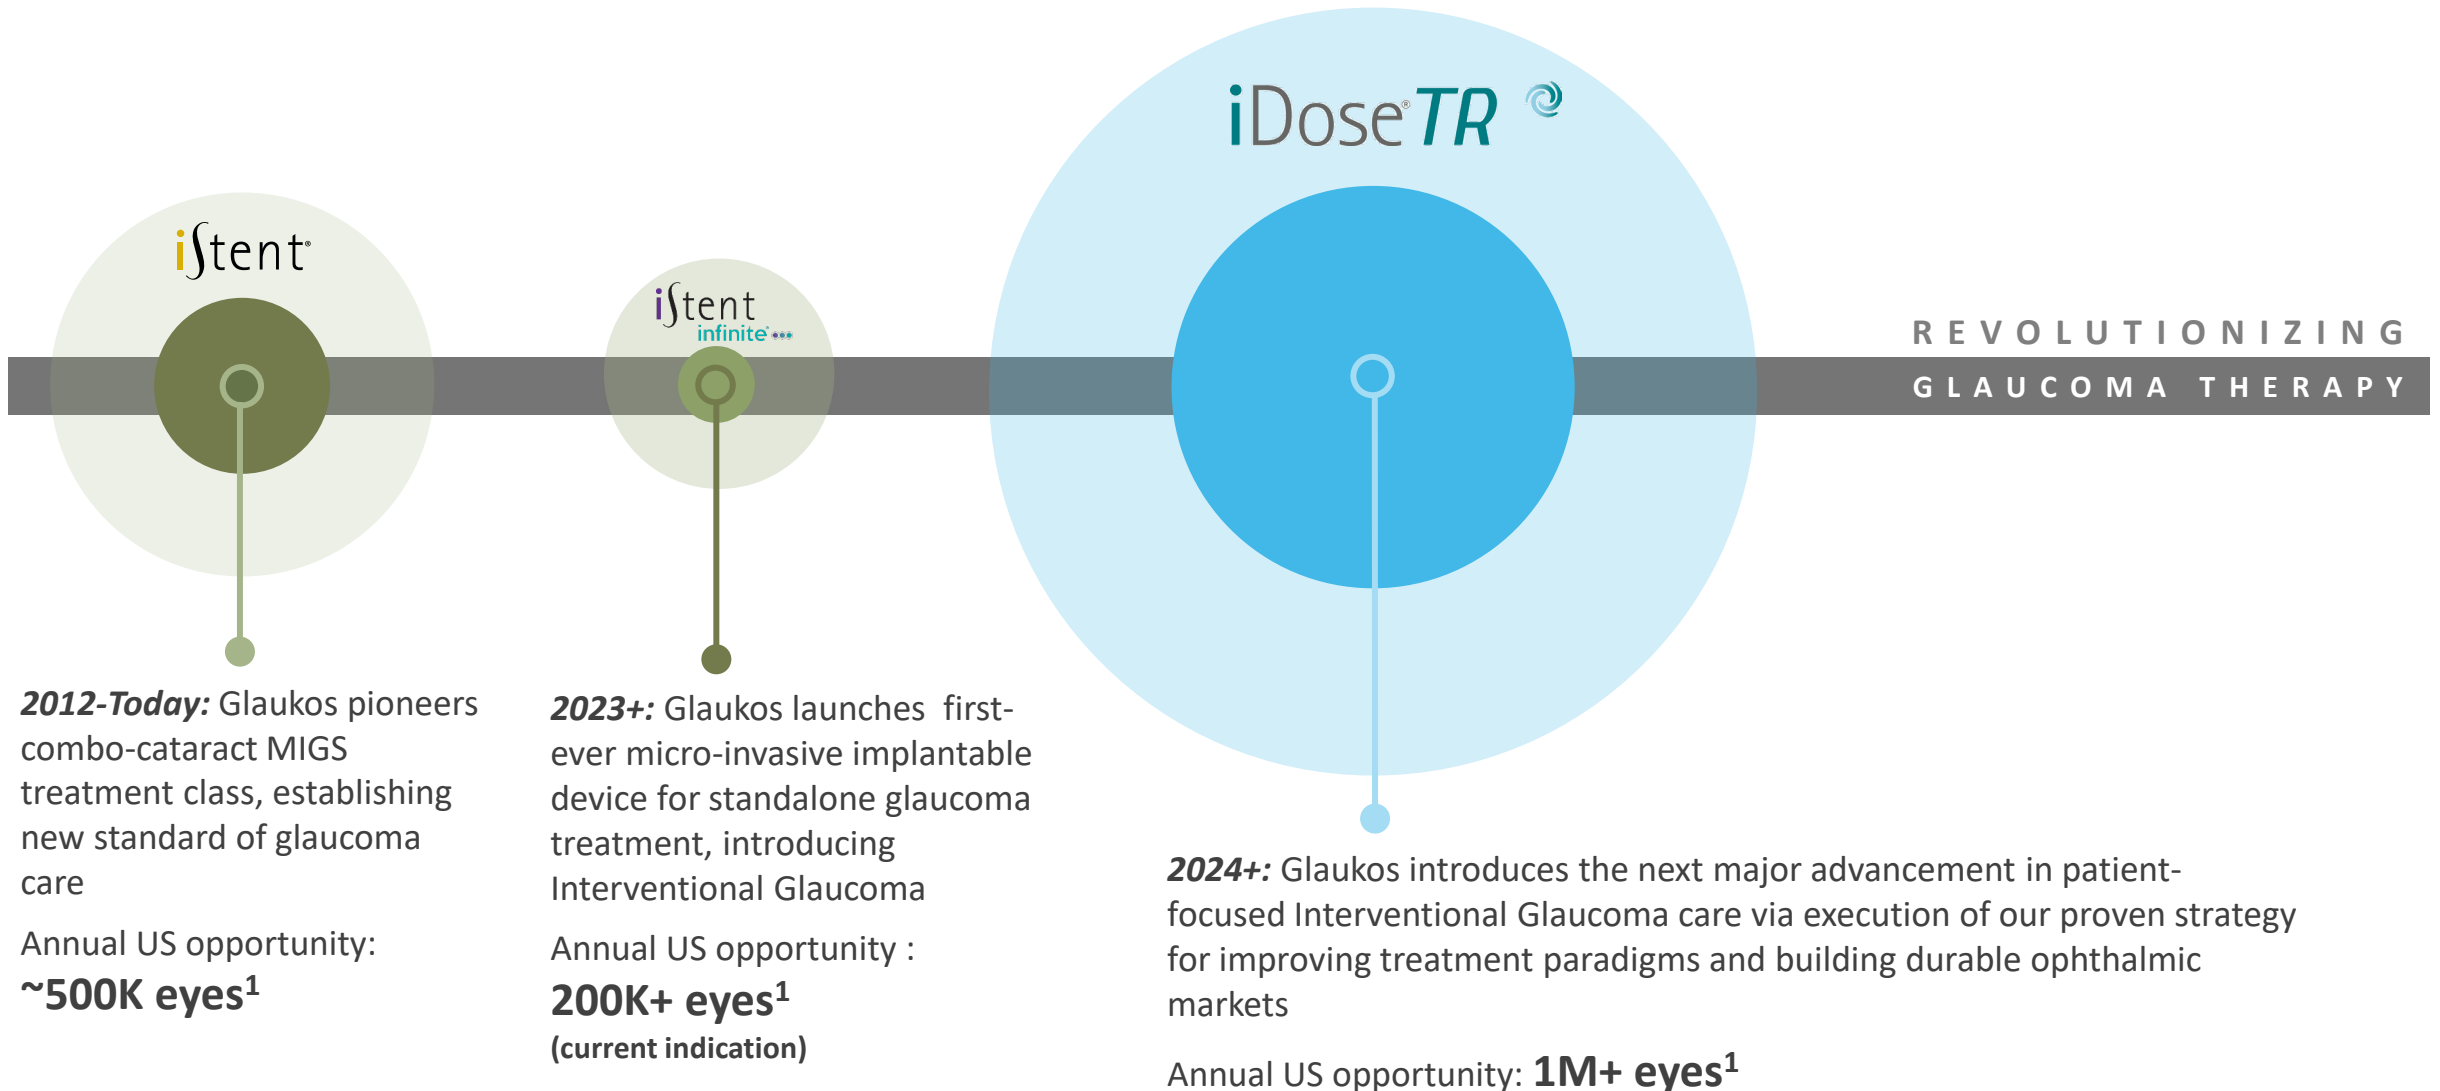 iDose® TR
iStent®
iStent
infinite®
REVOLUTIONIZING
GLAUCOMA THERAPY
2012-Today: Glaukos pioneers
combo-cataract MIGS
treatment class, establishing
new standard of glaucoma
care
Annual US opportunity:
~500K eyes¹
2023+: Glaukos launches  first-
ever micro-invasive implantable
device for standalone glaucoma
treatment, introducing
Interventional Glaucoma
Annual US opportunity :
200K+ eyes¹
(current indication)
2024+: Glaukos introduces the next major advancement in patient-
focused Interventional Glaucoma care via execution of our proven strategy
for improving treatment paradigms and building durable ophthalmic
markets
Annual US opportunity: 1M+ eyes¹